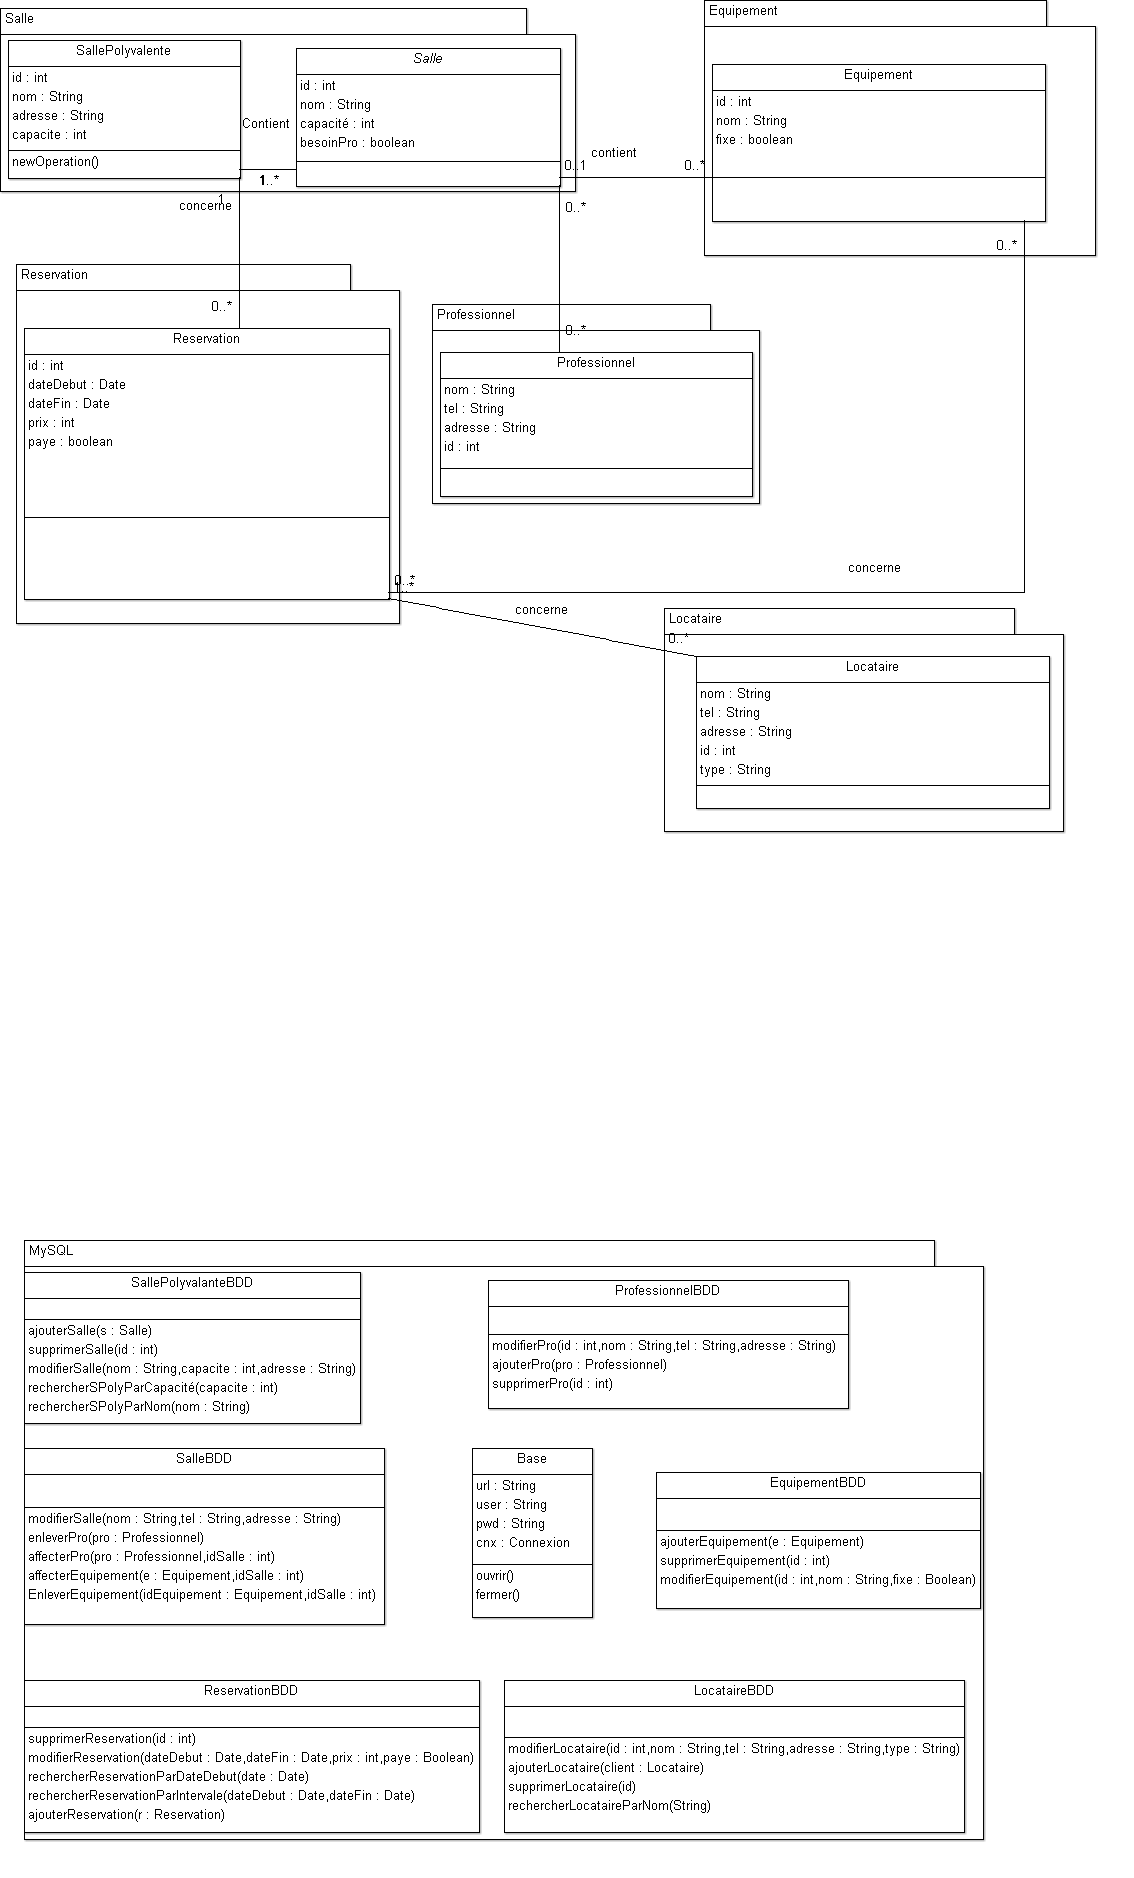 Salle
SallePolyvalente
id : int
nom : String
adresse : String
capacite : int
newOperation()
Contient
1..*
Salle
id : int
nom : String
capacité : int
besoinPro : boolean
0..1
contient
0..*
Equipement
Equipement
id : int
nom : String
fixe : boolean
0..*
1
concerne
0..*
0..*
0..*
Reservation
Reservation
id : int
dateDebut : Date
dateFin : Date
prix : int
paye : boolean
Professionnel
Professionnel
nom : String
tel : String
adresse : String
id : int
0..*
1..*
concerne
concerne
Locataire
0..*
Locataire
nom : String
tel : String
adresse : String
id : int
type : String
MySQL
SallePolyvalanteBDD
ajouterSalle(s : Salle)
supprimerSalle(id : int)
modifierSalle(nom : String,capacite : int,adresse : String)
rechercherSPolyParCapacité(capacite : int)
rechercherSPolyParNom(nom : String)
ProfessionnelBDD
modifierPro(id : int,nom : String,tel : String,adresse : String)
ajouterPro(pro : Professionnel)
supprimerPro(id : int)
SalleBDD
modifierSalle(nom : String,tel : String,adresse : String)
enleverPro(pro : Professionnel)
affecterPro(pro : Professionnel,idSalle : int)
affecterEquipement(e : Equipement,idSalle : int)
EnleverEquipement(idEquipement : Equipement,idSalle : int)
Base
url : String
user : String
pwd : String
cnx : Connexion
ouvrir()
fermer()
EquipementBDD
ajouterEquipement(e : Equipement)
supprimerEquipement(id : int)
modifierEquipement(id : int,nom : String,fixe : Boolean)
ReservationBDD
supprimerReservation(id : int)
modifierReservation(dateDebut : Date,dateFin : Date,prix : int,paye : Boolean)
rechercherReservationParDateDebut(date : Date)
rechercherReservationParIntervale(dateDebut : Date,dateFin : Date)
ajouterReservation(r : Reservation)
LocataireBDD
modifierLocataire(id : int,nom : String,tel : String,adresse : String,type : String)
ajouterLocataire(client : Locataire)
supprimerLocataire(id)
rechercherLocataireParNom(String)